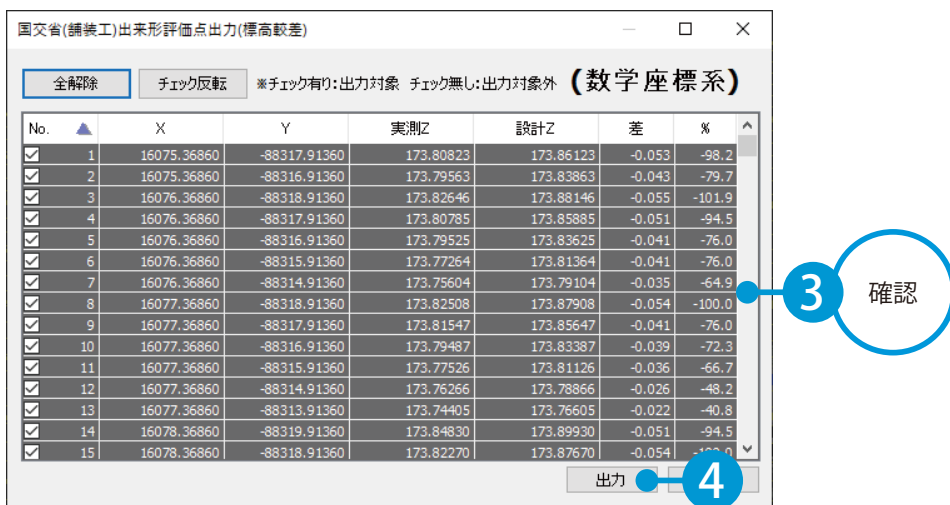 国交省(舗装工)出来形評価点出力(標高較差)
全解除 チェック反転 ※チェック有り:出力対象 チェック無し:出力対象外 (数学座標系)
No. X Y 実測Z 設計Z 差 %
1 16075.36860 -88317.91360 173.80823 173.86123 -0.053 -98.2
2 16075.36860 -88316.91360 173.79563 173.83863 -0.043 -79.7
3 16076.36860 -88318.91360 173.82646 173.88146 -0.055 -101.9
4 16076.36860 -88317.91360 173.80785 173.85885 -0.051 -94.5
5 16076.36860 -88316.91360 173.79525 173.83625 -0.041 -76.0
6 16076.36860 -88315.91360 173.77264 173.81364 -0.041 -76.0
7 16076.36860 -88314.91360 173.75604 173.79104 -0.035 -64.9
8 16077.36860 -88318.91360 173.82508 173.87908 -0.054 -100.0
9 16077.36860 -88317.91360 173.81547 173.85647 -0.041 -76.0
10 16077.36860 -88316.91360 173.79487 173.83387 -0.039 -72.3
11 16077.36860 -88315.91360 173.77526 173.81126 -0.036 -66.7
12 16077.36860 -88314.91360 173.76266 173.78866 -0.026 -48.2
13 16077.36860 -88313.91360 173.74405 173.76605 -0.022 -40.8
14 16078.36860 -88319.91360 173.84830 173.89930 -0.051 -94.5
15 16078.36860 -88318.91360 173.82270 173.87670 -0.054
3 確認
出力 4